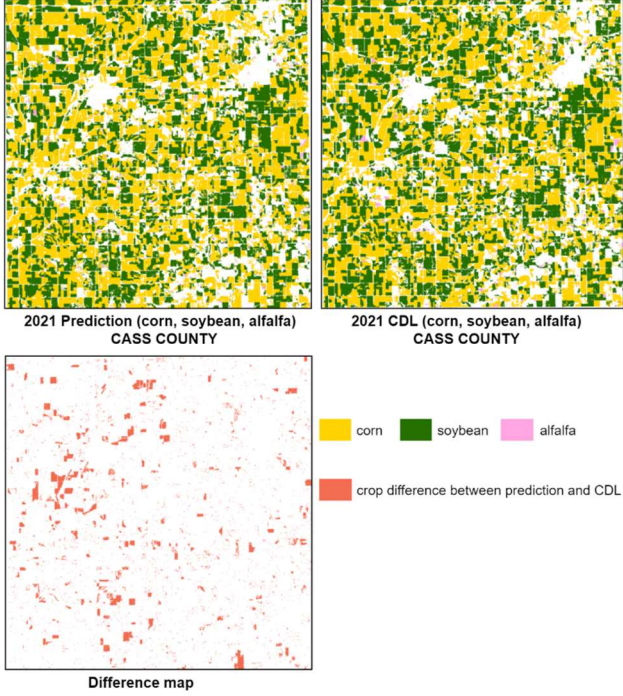 2021 Prediction (corn, soybean, alfalfa)
CASS COUNTY
2021 CDL (corn, soybean, alfalfa)
CASS COUNTY
corn
soybean
alfalfa
crop difference between prediction and CDL
Difference map